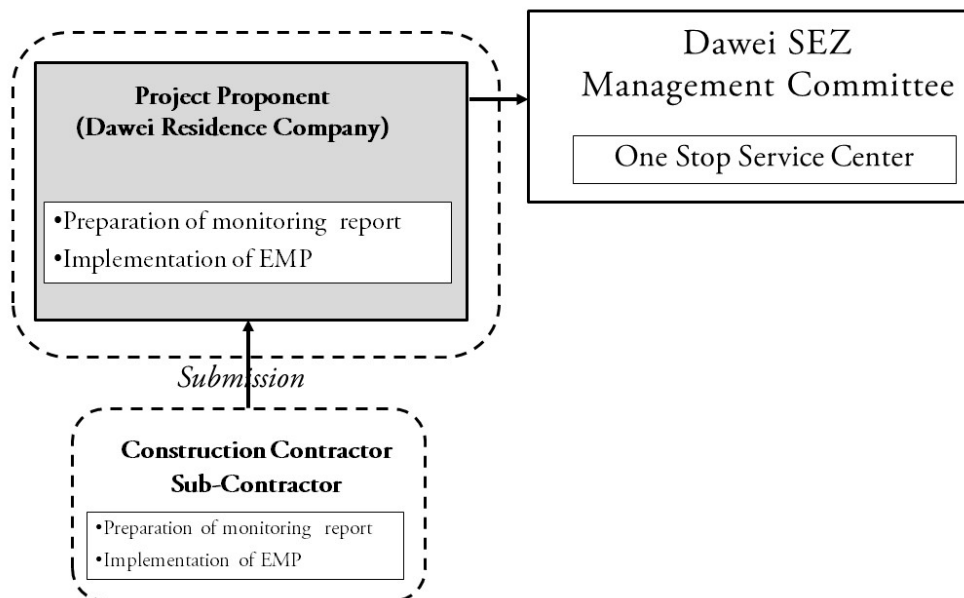 Project Proponent
(Dawei Residence Company)
•Preparation of monitoring report
•Implementation of EMP
Dawei SEZ
Management Committee
One Stop Service Center
Submission
Construction Contractor
Sub-Contractor
•Preparation of monitoring report
•Implementation of EMP